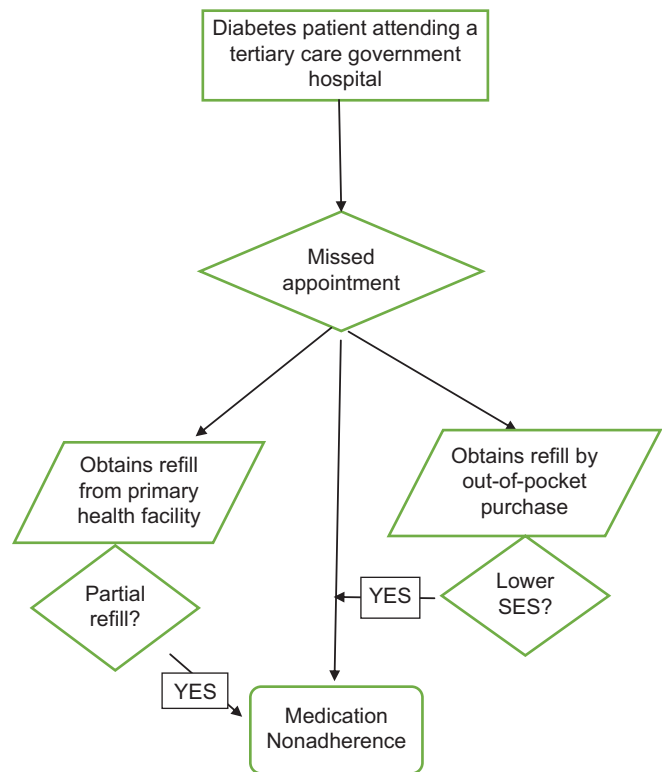 Diabetes patient attending a
tertiary care government
hospital
Missed
appointment
Obtains refill
from primary
health facility
Obtains refill by
out-of-pocket
purchase
Partial
refill?
YES
Lower
SES?
YES
Medication
Nonadherence